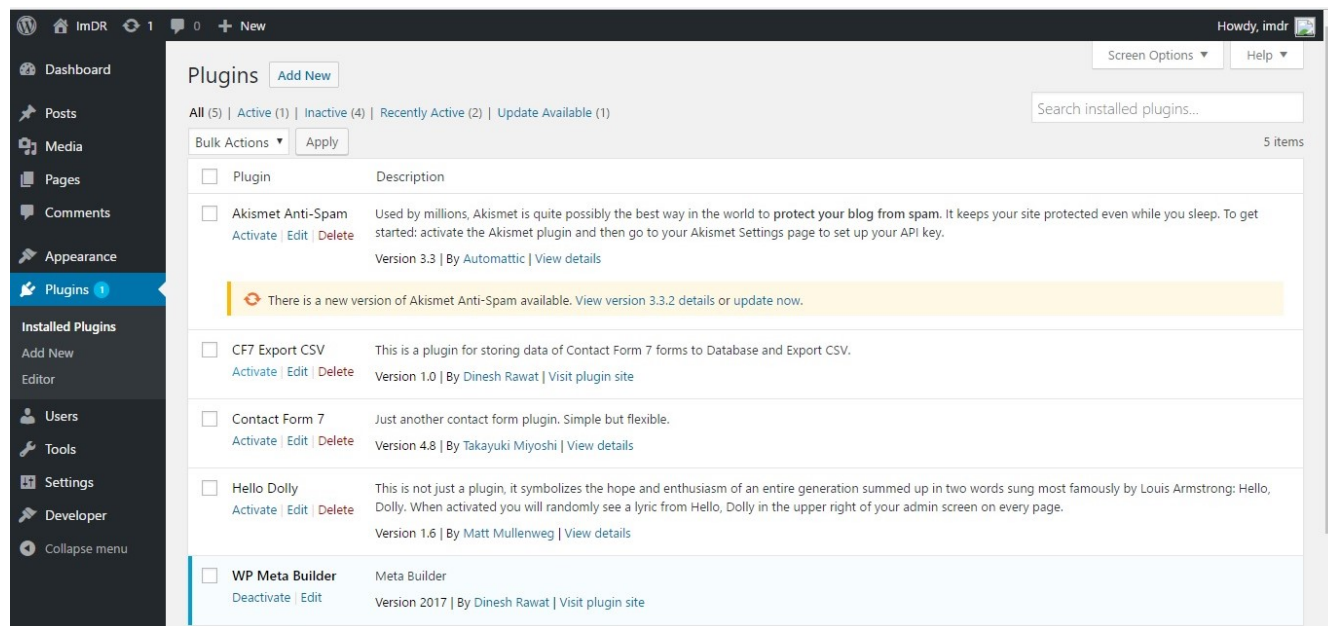 ImDR 1 0 New Howdy, imdr
Screen Options ▼ Help ▼
Dashboard
Posts
Media
Pages
Comments
Appearance
Plugins 1
Installed Plugins
Add New
Editor
Users
Tools
Settings
Developer
Collapse menu
Plugins Add New
All (5) | Active (1) | Inactive (4) | Recently Active (2) | Update Available (1)
Search installed plugins...
Bulk Actions ▼ Apply
5 items
Plugin Description
Akismet Anti-Spam
Activate | Edit | Delete
Used by millions, Akismet is quite possibly the best way in the world to protect your blog from spam. It keeps your site protected even while you sleep. To get
started: activate the Akismet plugin and then go to your Akismet Settings page to set up your API key.
Version 3.3 | By Automattic | View details
There is a new version of Akismet Anti-Spam available. View version 3.3.2 details or update now.
CF7 Export CSV
Activate | Edit | Delete
This is a plugin for storing data of Contact Form 7 forms to Database and Export CSV.
Version 1.0 | By Dinesh Rawat | Visit plugin site
Contact Form 7
Activate | Edit | Delete
Just another contact form plugin. Simple but flexible.
Version 4.8 | By Takayuki Miyoshi | View details
Hello Dolly
Activate | Edit | Delete
This is not just a plugin, it symbolizes the hope and enthusiasm of an entire generation summed up in two words sung most famously by Louis Armstrong: Hello,
Dolly. When activated you will randomly see a lyric from Hello, Dolly in the upper right of your admin screen on every page.
Version 1.6 | By Matt Mullenweg | View details
WP Meta Builder
Deactivate | Edit
Meta Builder
Version 2017 | By Dinesh Rawat | Visit plugin site